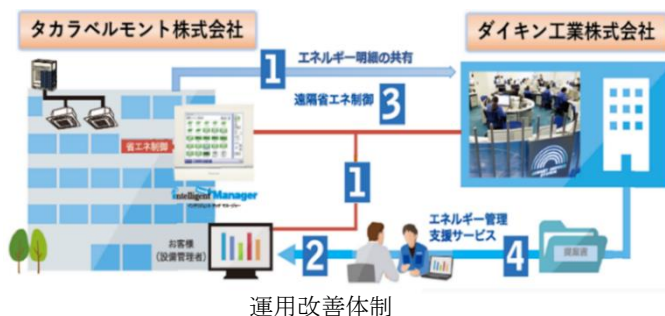 タカラベルモント株式会社
ダイキン工業株式会社
1
エネルギー明細の共有
遠隔省エネ制御
3
省エネ制御
intelligent Manager
1
お客様
(設備管理者)
2
エネルギー管理
支援サービス
4
運用改善体制